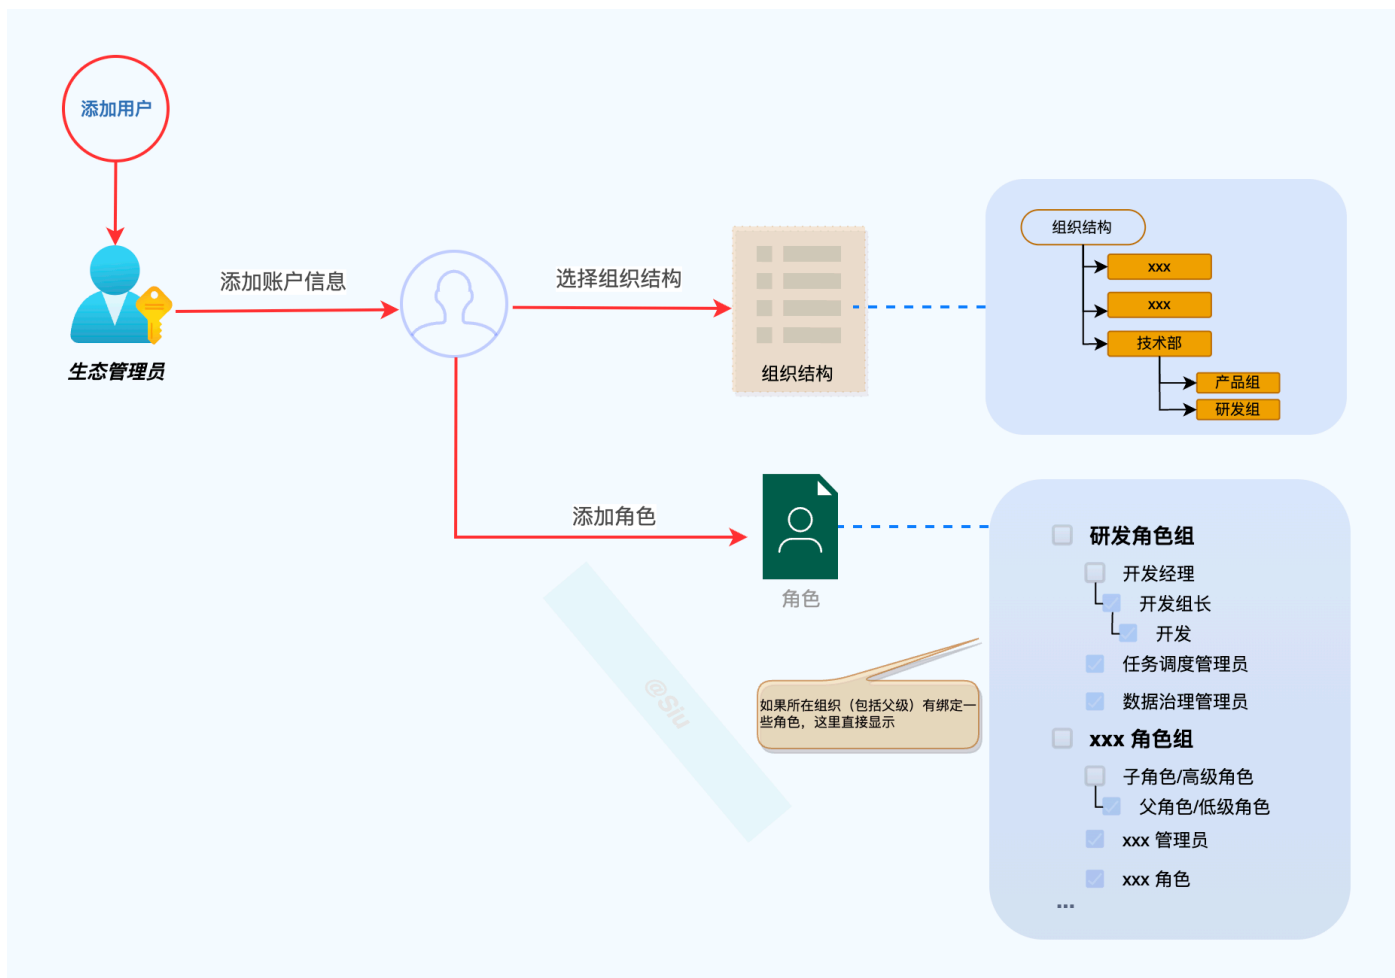 添加用户
生态管理员
添加账户信息
选择组织结构
组织结构
组织结构
xxx
xxx
技术部
产品组
研发组
添加角色
角色
如果所在组织（包括父级）有绑定一
些角色，这里直接显示
@Siu
研发角色组
开发经理
开发组长
开发
任务调度管理员
数据治理管理员
xxx 角色组
子角色/高级角色
父角色/低级角色
xxx 管理员
xxx 角色
...